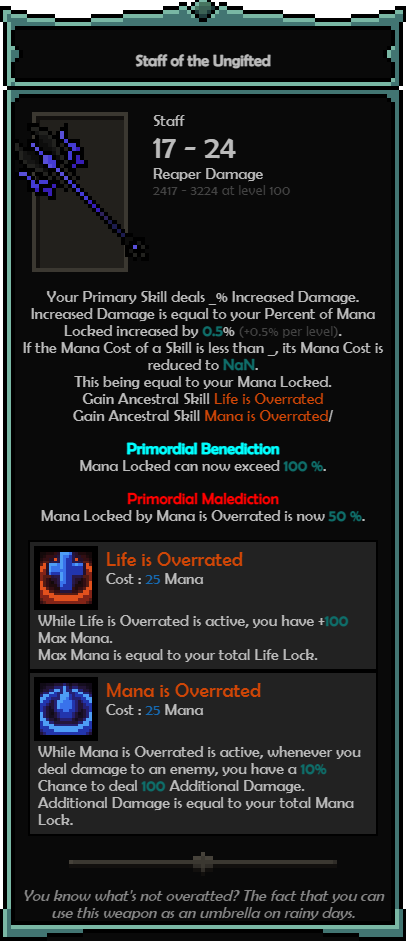 Staff of the Ungifted
Staff
17 - 24
Reaper Damage
2417 - 3224 at level 100
Your Primary Skill deals _% Increased Damage.
Increased Damage is equal to your Percent of Mana
Locked increased by 0.5% (+0.5% per level).
If the Mana Cost of a Skill is less than _, its Mana Cost is
reduced to NaN.
This being equal to your Mana Locked.
Gain Ancestral Skill Life is Overrated
Gain Ancestral Skill Mana is Overrated/
Primordial Benediction
Mana Locked can now exceed 100 %.
Primordial Malediction
Mana Locked by Mana is Overrated is now 50 %.
Life is Overrated
Cost : 25 Mana
While Life is Overrated is active, you have +100
Max Mana.
Max Mana is equal to your total Life Lock.
Mana is Overrated
Cost : 25 Mana
While Mana is Overrated is active, whenever you
deal damage to an enemy, you have a 10%
Chance to deal 100 Additional Damage.
Additional Damage is equal to your total Mana
Lock.
You know what's not overatted? The fact that you can
use this weapon as an umbrella on rainy days.